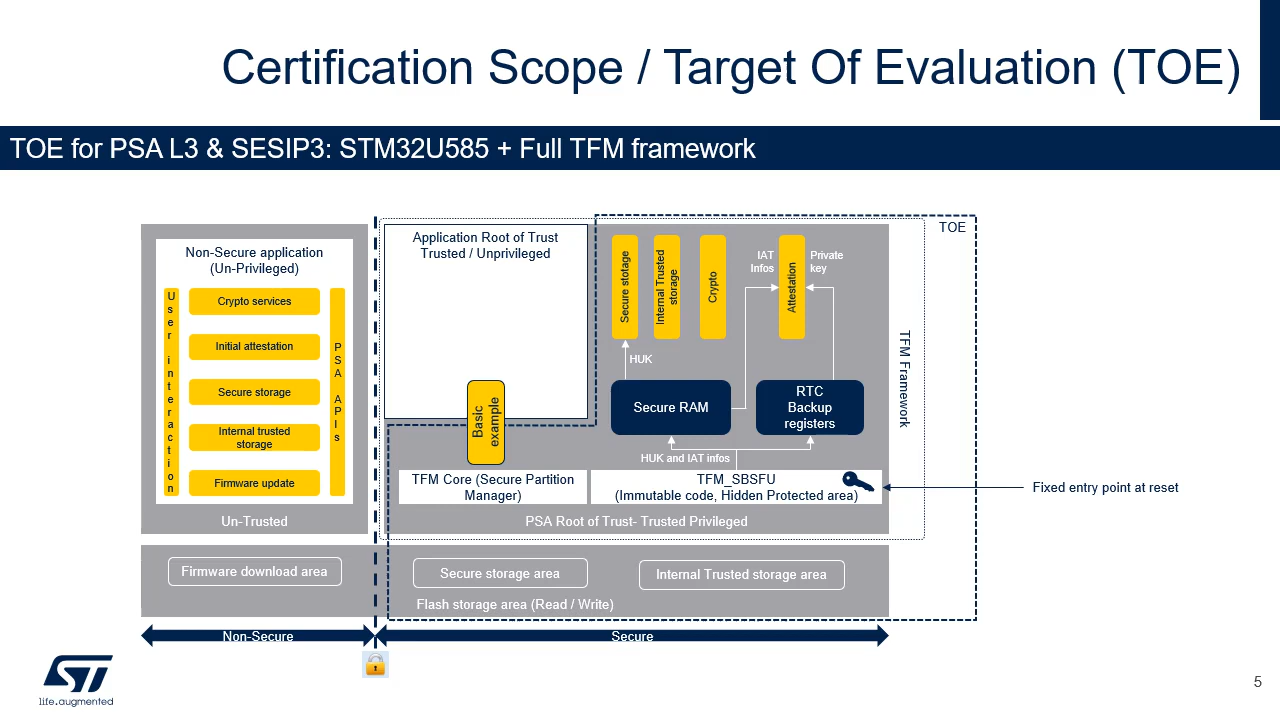 Certification Scope / Target Of Evaluation (TOE)
TOE for PSA L3 & SESIP3: STM32U585 + Full TFM framework
Non-Secure application
(Un-Privileged)
User interaction
Crypto services
Initial attestation
Secure storage
Internal trusted
storage
Firmware update
PSA APIs
Un-Trusted
Application Root of Trust
Trusted / Unprivileged
Basic
example
Secure stotage
Internal Trusted
storage
Crypto
IAT
Infos
Attestation
Private
key
TOE
TFM Framework
HUK
Secure RAM
RTC
Backup
registers
HUK and IAT infos
TFM Core (Secure Partition
Manager)
TFM_SBSFU
(Immutable code, Hidden Protected area)
Fixed entry point at reset
PSA Root of Trust- Trusted Privileged
Firmware download area
Secure storage area
Internal Trusted storage area
Flash storage area (Read / Write)
Non-Secure
Secure
ST
life.augmented
5